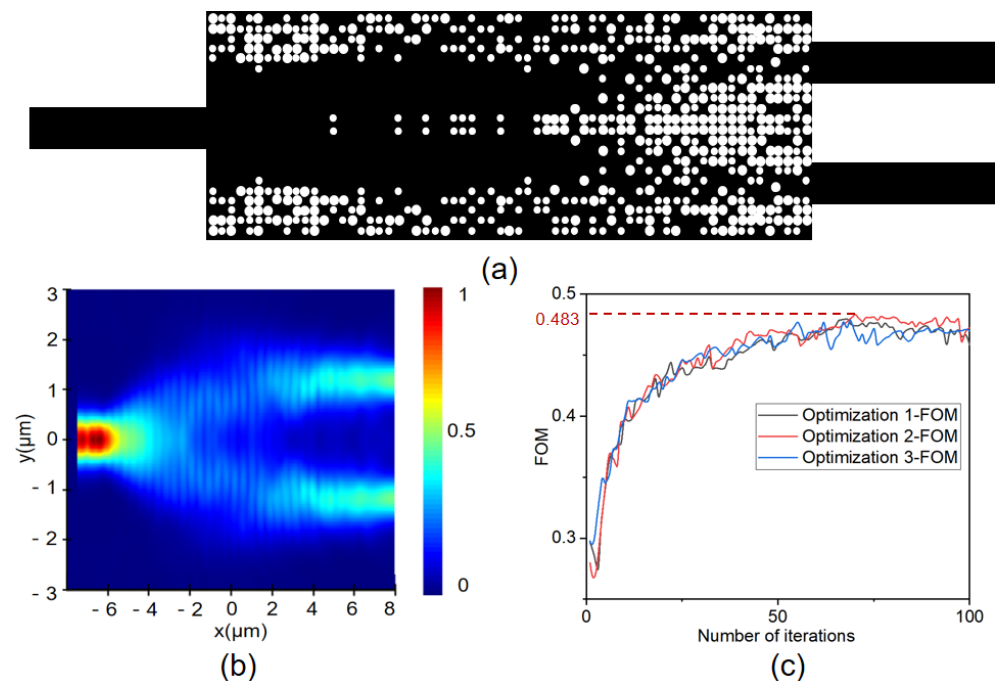 (a)
3
2
1
0
- 1
- 2
- 3
y(μm)
- 6
- 4
- 2
0
2
4
6
8
x(μm)
1
0.5
0
(b)
0.5
0.483
0.4
0.3
FOM
Optimization 1-FOM
Optimization 2-FOM
Optimization 3-FOM
0
50
100
Number of iterations
(c)